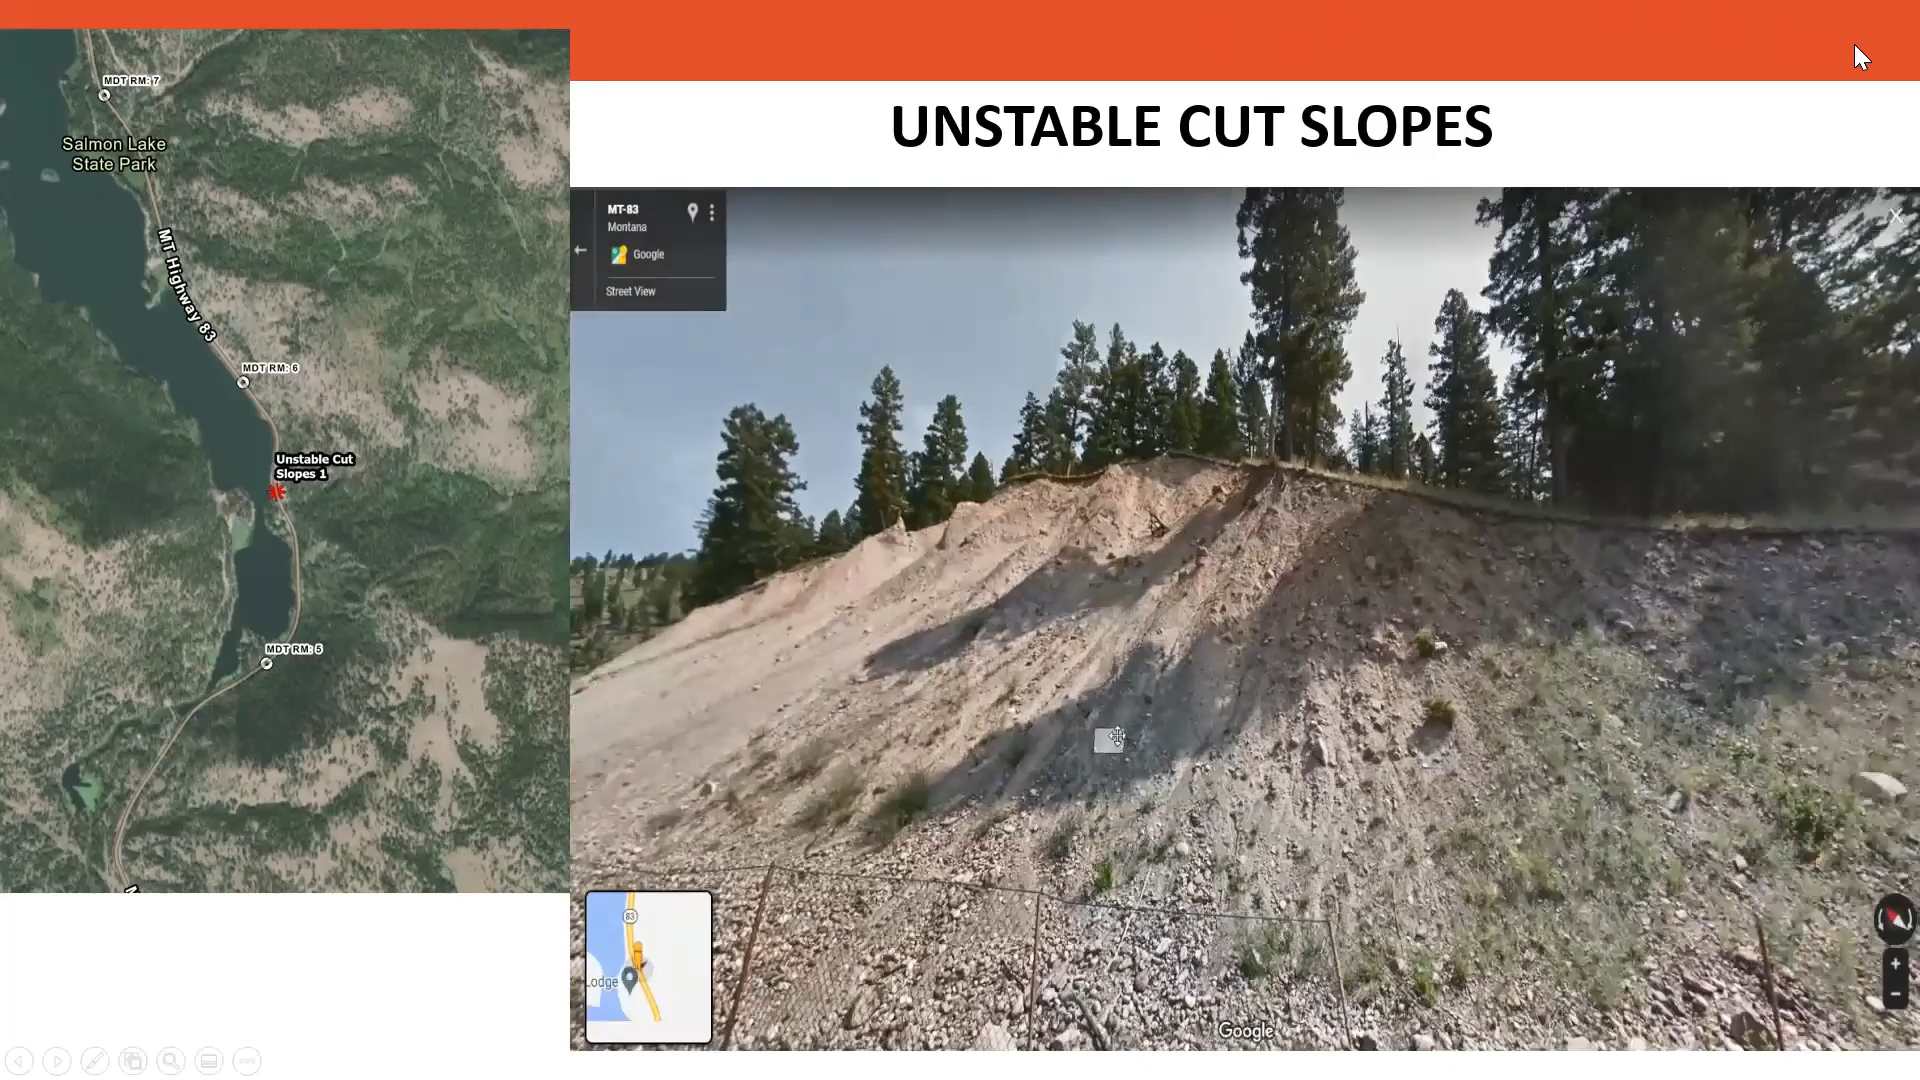 UNSTABLE CUT SLOPES
MDT RM: 7
Salmon Lake
State Park
MT Highway 83
MDT RM: 6
Unstable Cut
Slopes 1
MDT RM: 5
M
MT-83
Montana
Google
Street View
83
Lodge
Google